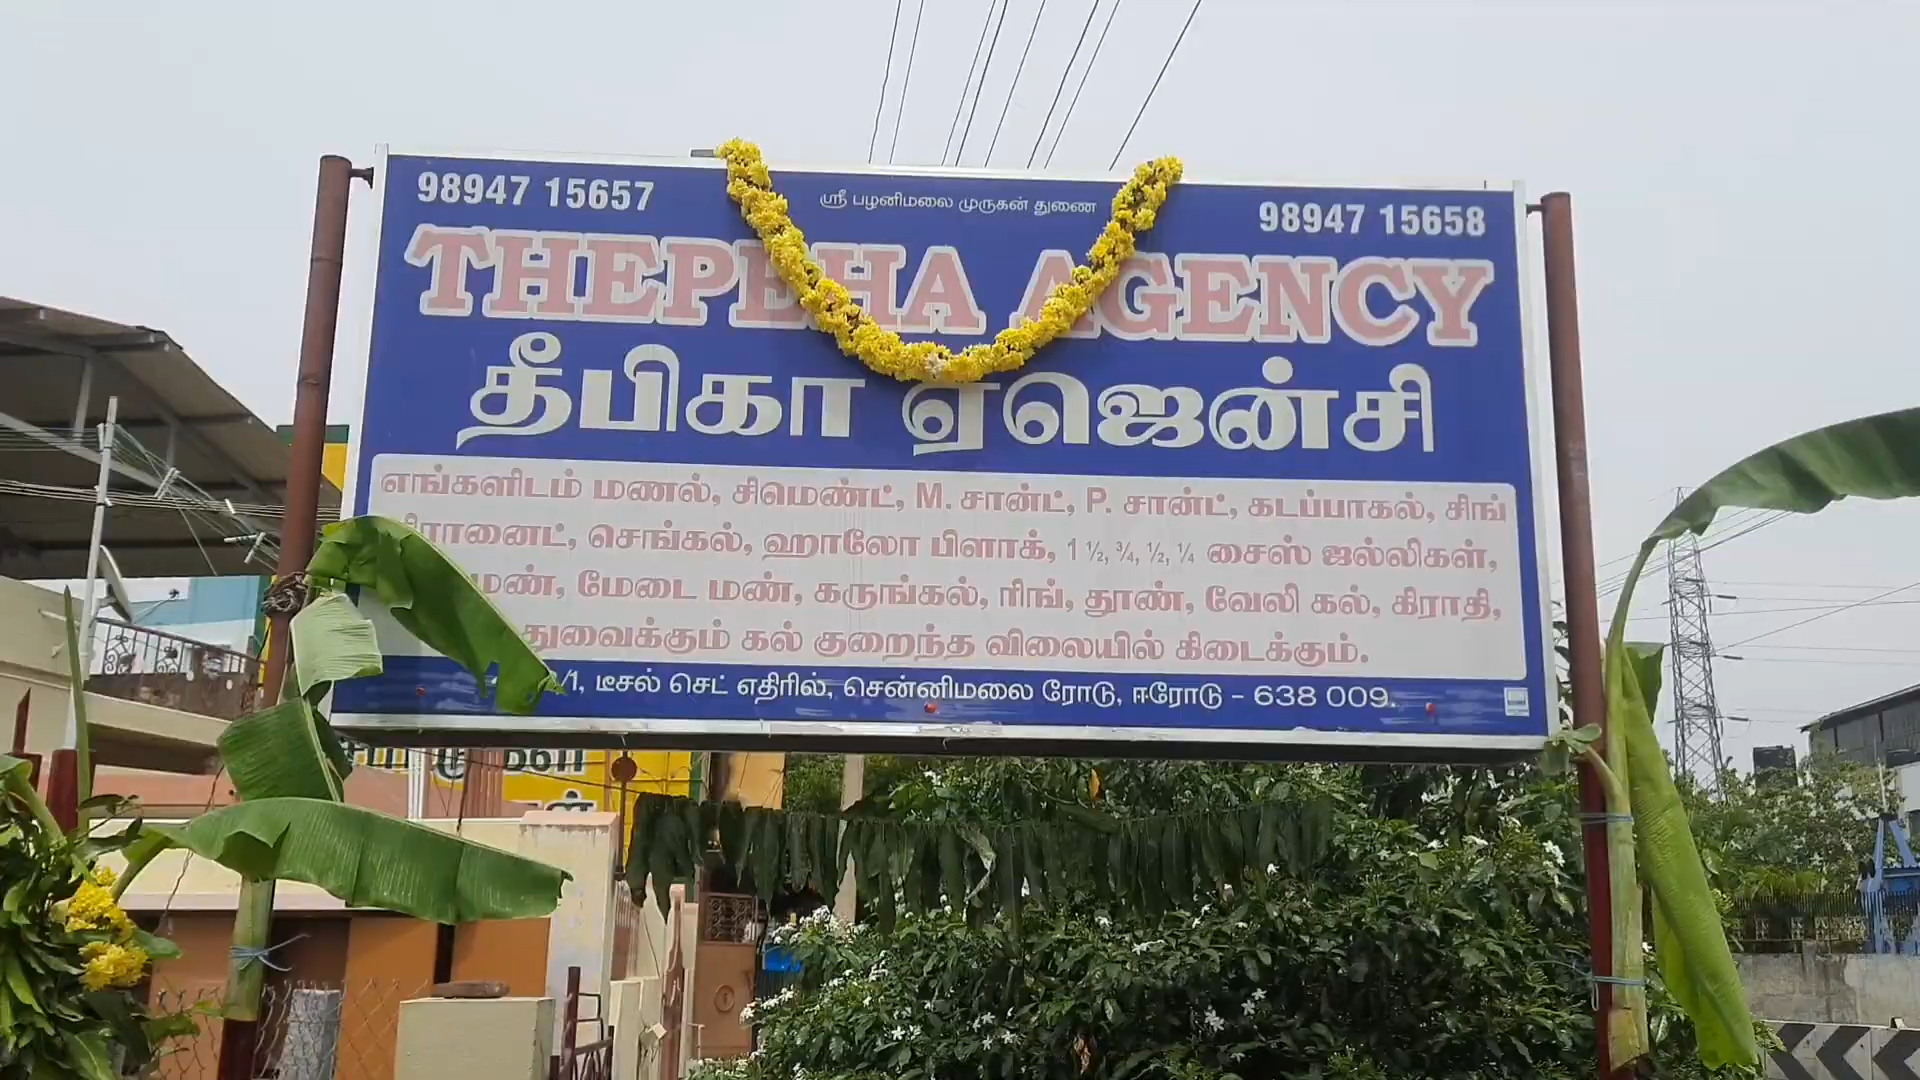 98947 15657
ஸ்ரீ பழனிமலை முருகன் துணை
98947 15658
AGENCY
தீபிகா ஏஜென்சி
எங்களிடம் மணல், சிமெண்ட், M. சாண்ட், P. சாண்ட், கடப்பாகல், சிங்
செங்கல், ஹாலோ பிளாக், 1 ½, ¾, ½, ¼ சைஸ் ஜல்லிகள்,
மண், மேடை மண், கருங்கல், ரிங், தூண், வேலி கல், கிராதி,
துவைக்கும் கல் குறைந்த விலையில் கிடைக்கும்.
டீசல் செட் எதிரில், சென்னிமலை ரோடு, ஈரோடு - 638 009.